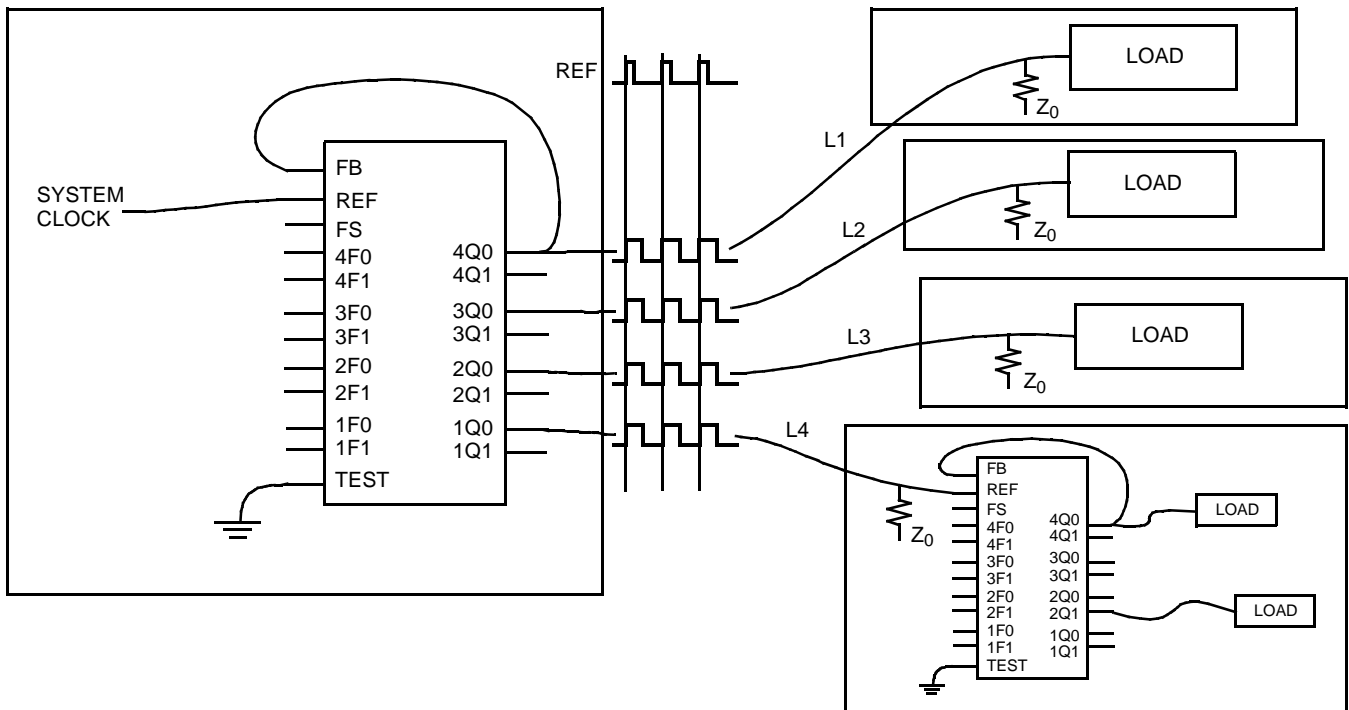 REF
SYSTEM
CLOCK
FB
REF
FS
4F0
4F1
3F0
3F1
2F0
2F1
1F0
1F1
TEST
4Q0
4Q1
3Q0
3Q1
2Q0
2Q1
1Q0
1Q1
L1
L2
L3
L4
LOAD
Z0
LOAD
Z0
LOAD
Z0
Z0
FB
REF
FS
4F0
4F1
3F0
3F1
2F0
2F1
1F0
1F1
TEST
4Q0
4Q1
3Q0
3Q1
2Q0
2Q1
1Q0
1Q1
LOAD
LOAD